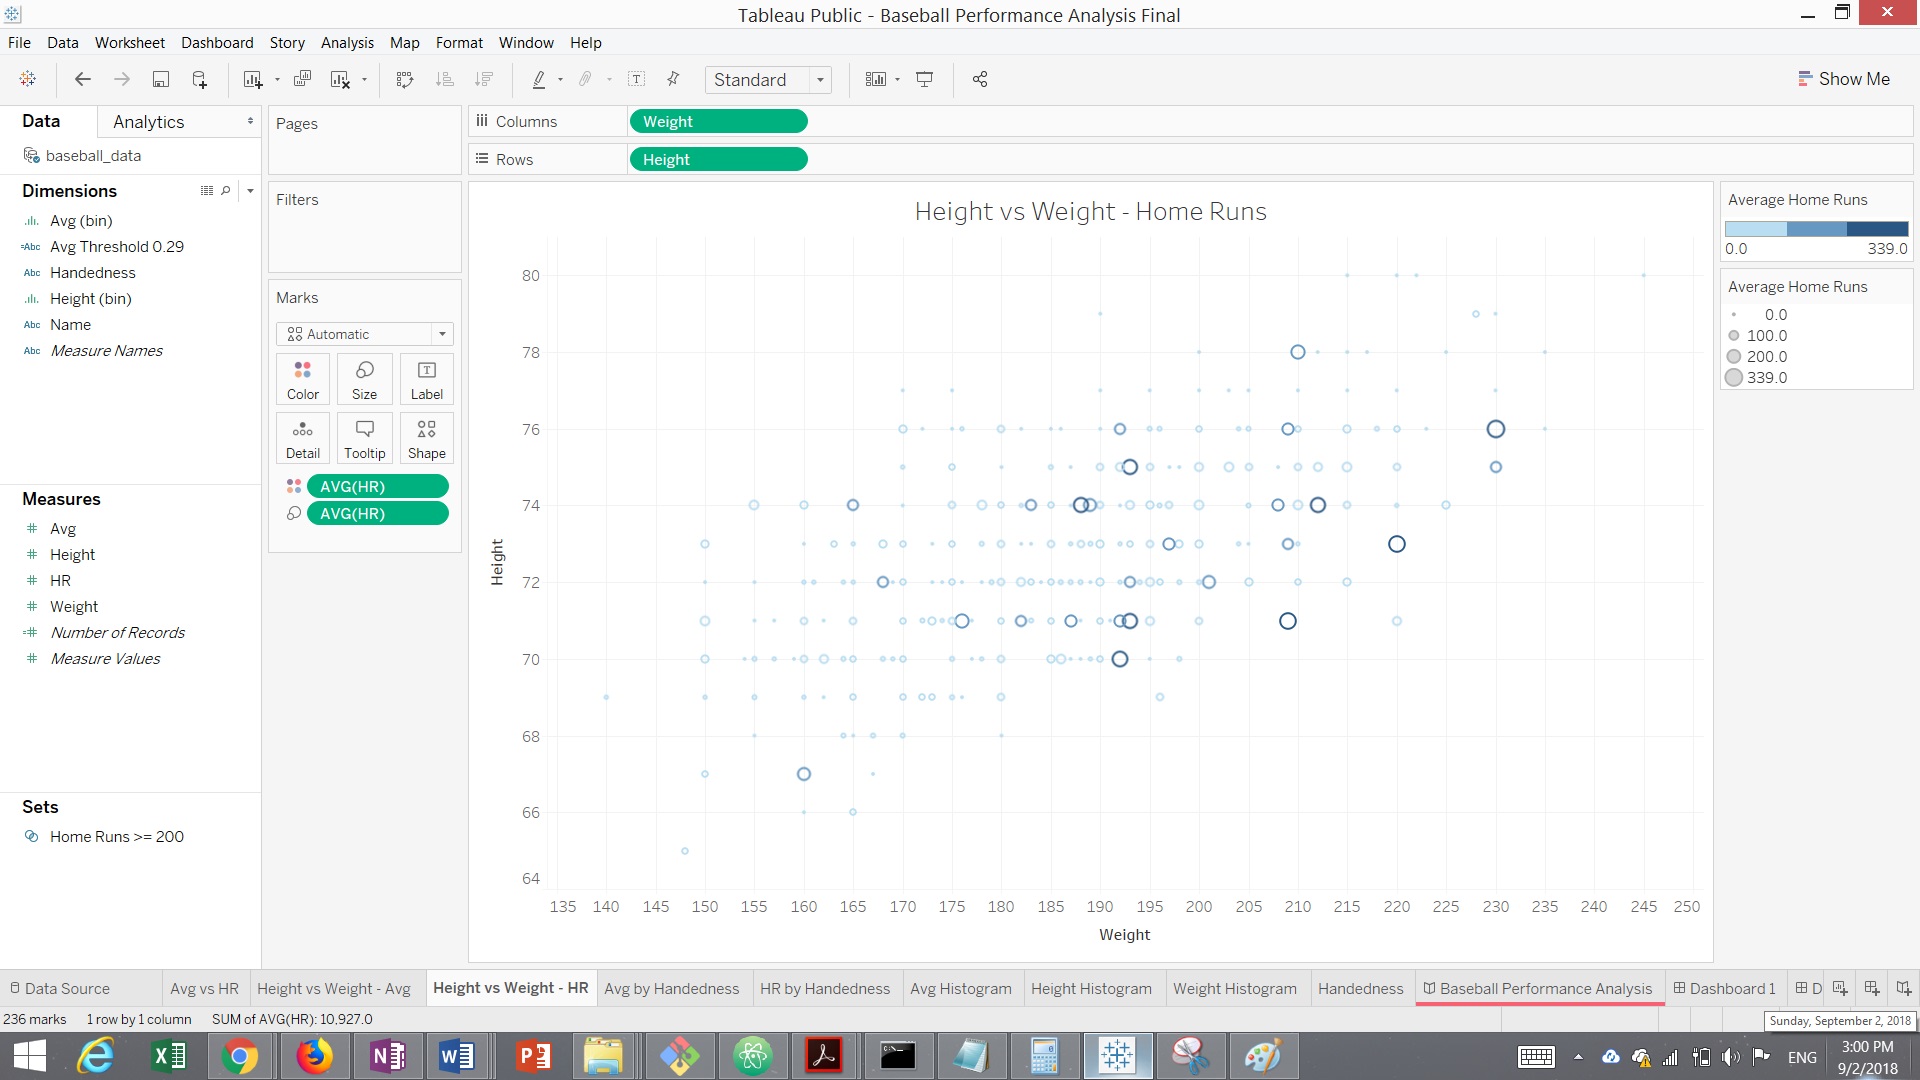 Tableau Public - Baseball Performance Analysis Final
File Data Worksheet Dashboard Story Analysis Map Format Window Help
Standard
Show Me
Data Analytics
baseball_data
Dimensions
Avg (bin)
=Abc Avg Threshold 0.29
Abc Handedness
Height (bin)
Abc Name
Abc Measure Names
Measures
# Avg
# Height
# HR
# Weight
=# Number of Records
# Measure Values
Sets
Home Runs >= 200
Pages
Filters
Marks
Automatic
Color Size Label
Detail Tooltip Shape
AVG(HR)
AVG(HR)
Columns Weight
Rows Height
Height vs Weight - Home Runs
Height
80
78
76
74
72
70
68
66
64
135 140 145 150 155 160 165 170 175 180 185 190 195 200 205 210 215 220 225 230 235 240 245 250
Weight
Average Home Runs
0.0 339.0
Average Home Runs
0.0
100.0
200.0
339.0
Data Source Avg vs HR Height vs Weight - Avg Height vs Weight - HR Avg by Handedness HR by Handedness Avg Histogram Height Histogram Weight Histogram Handedness Baseball Performance Analysis Dashboard 1 D
236 marks 1 row by 1 column SUM of AVG(HR): 10,927.0
Sunday, September 2, 2018
ENG
3:00 PM
9/2/2018